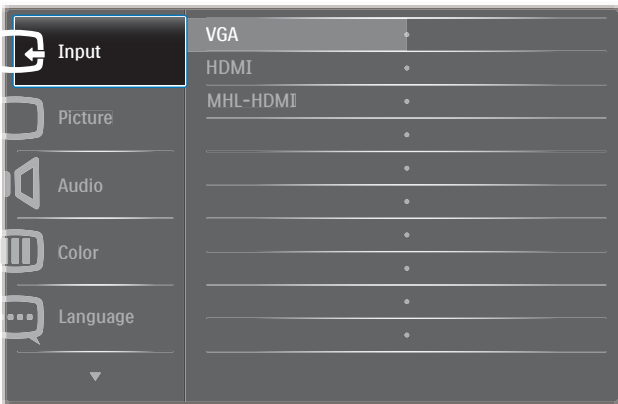 Input
Picture
Audio
Color
Language
VGA
HDMI
MHL-HDMI